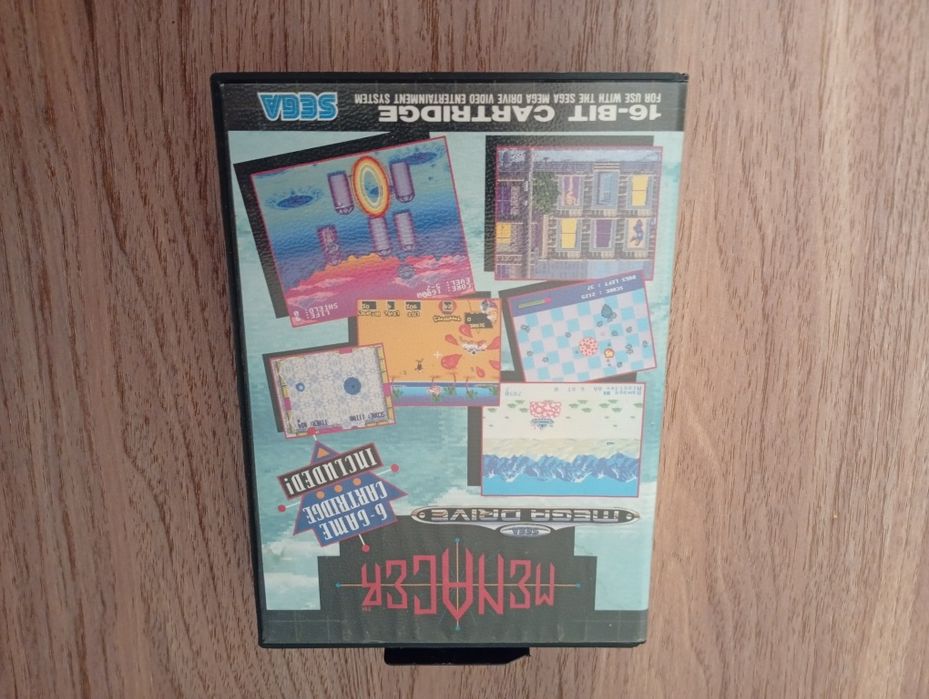 MENACER
TM
SEGA
MEGA DRIVE
6-GAME
CARTRIDGE
INCLUDED!
16-BIT CARTRIDGE
FOR USE WITH THE SEGA MEGA DRIVE VIDEO ENTERTAINMENT SYSTEM
SEGA